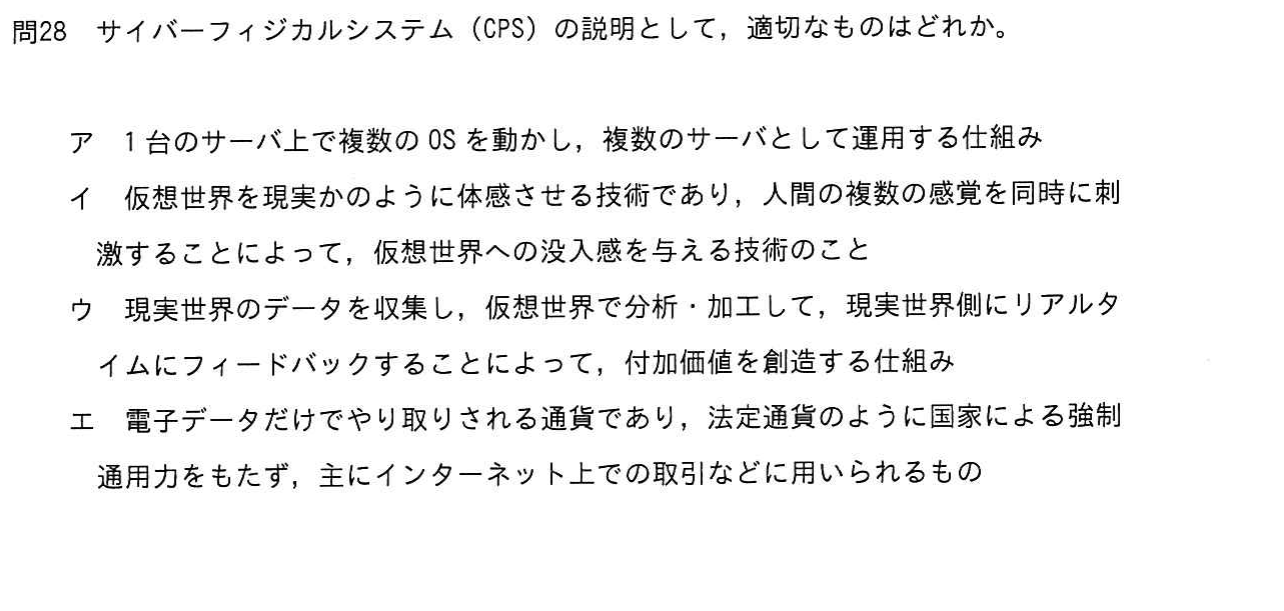 問28 サイバーフィジカルシステム（CPS）の説明として，適切なものはどれか。
ア 1台のサーバ上で複数のOSを動かし，複数のサーバとして運用する仕組み
イ 仮想世界を現実かのように体感させる技術であり，人間の複数の感覚を同時に刺
激することによって，仮想世界への没入感を与える技術のこと
ウ 現実世界のデータを収集し，仮想世界で分析・加工して，現実世界側にリアルタ
イムにフィードバックすることによって，付加価値を創造する仕組み
エ 電子データだけでやり取りされる通貨であり，法定通貨のように国家による強制
通用力をもたず，主にインターネット上での取引などに用いられるもの